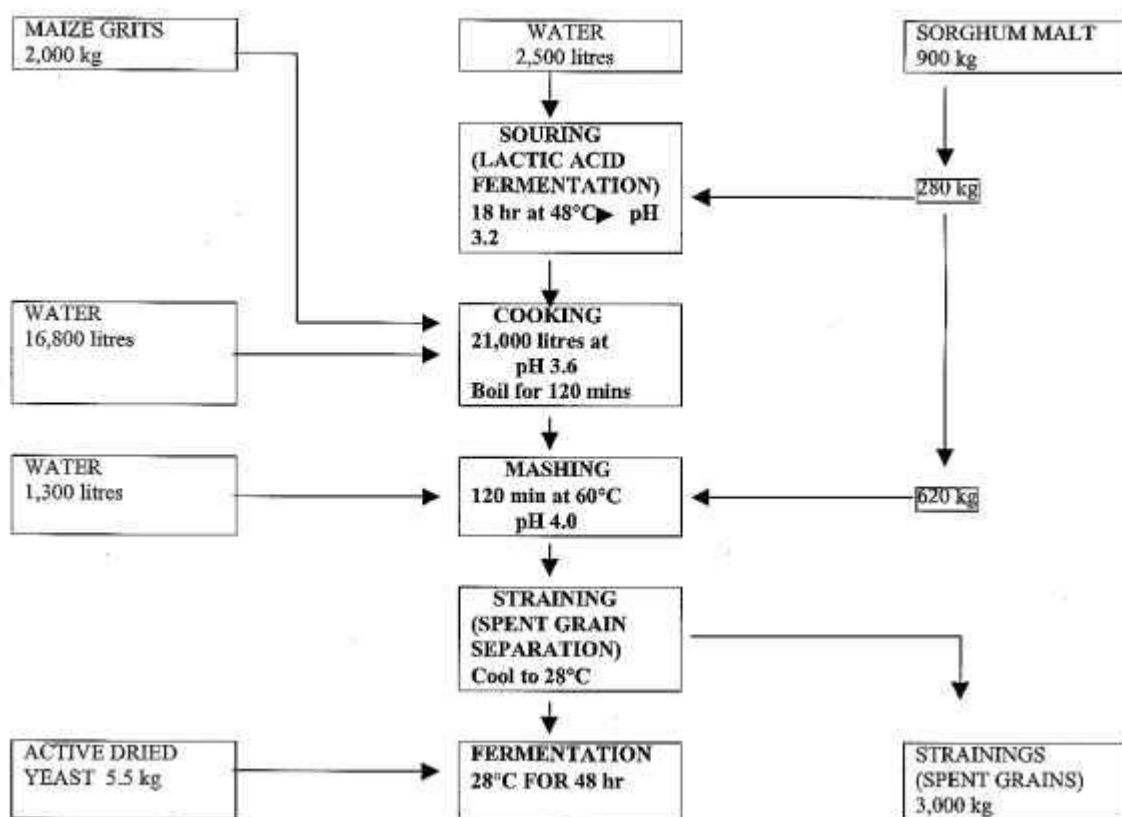 MAIZE GRITS
2,000 kg
WATER
2,500 litres
SORGHUM MALT
900 kg
SOURING
(LACTIC ACID
FERMENTATION)
18 hr at 48°C► pH
3.2
280 kg
WATER
16,800 litres
COOKING
21,000 litres at
pH 3.6
Boil for 120 mins
WATER
1,300 litres
MASHING
120 min at 60°C
pH 4.0
620 kg
STRAINING
(SPENT GRAIN
SEPARATION)
Cool to 28°C
ACTIVE DRIED
YEAST 5.5 kg
FERMENTATION
28°C FOR 48 hr
STRAININGS
(SPENT GRAINS)
3,000 kg